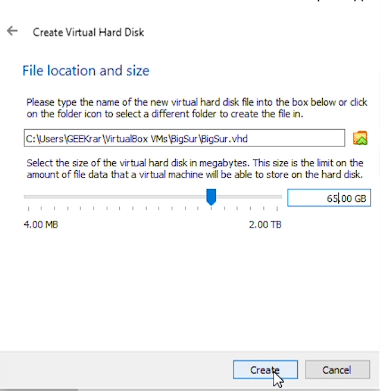 Create Virtual Hard Disk
File location and size
Please type the name of the new virtual hard disk file into the box below or click
on the folder icon to select a different folder to create the file in.
C:\Users\GEEKrar\VirtualBox VMs\BigSur\BigSur.vhd
Select the size of the virtual hard disk in megabytes. This size is the limit on the
amount of file data that a virtual machine will be able to store on the hard disk.
65.00 GB
4.00 MB 2.00 TB
Create Cancel